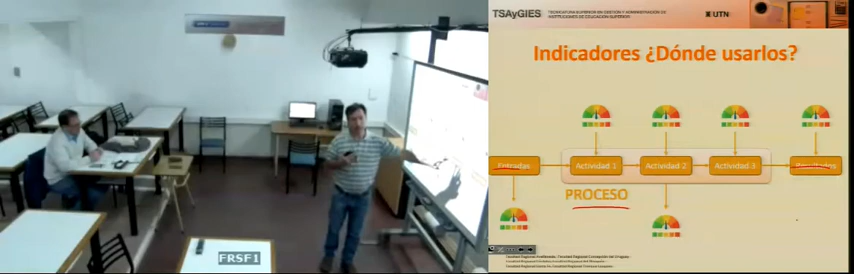 FRSF1
TSAyGIES
TECNICATURA SUPERIOR EN GESTIÓN Y ADMINISTRACIÓN DE
INSTITUCIONES DE EDUCACIÓN SUPERIOR
UTN
Indicadores ¿Dónde usarlos?
Entradas
Actividad 1
Actividad 2
Actividad 3
Resultados
PROCESO